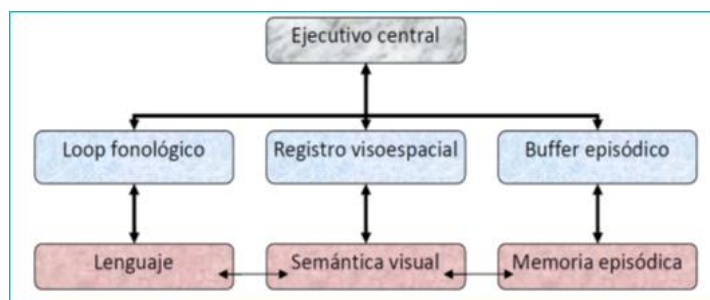 Ejecutivo central
Loop fonológico
Registro visoespacial
Buffer episódico
Lenguaje
Semántica visual
Memoria episódica